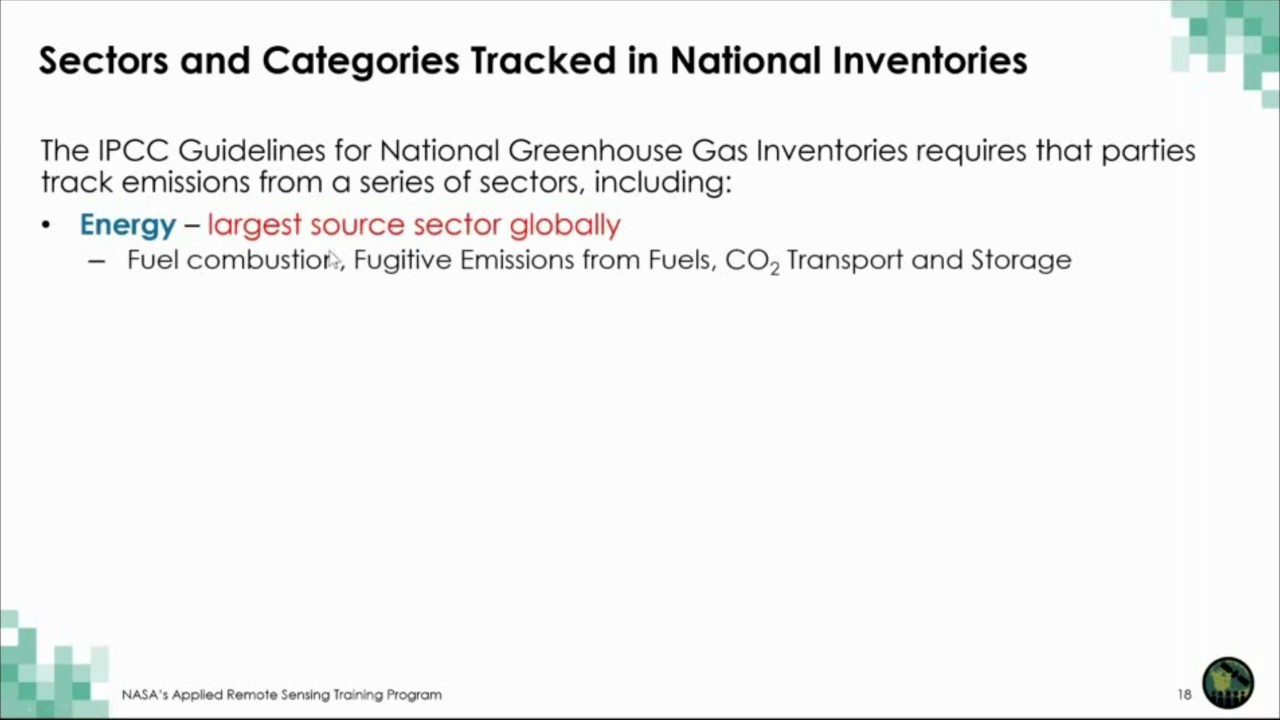 Sectors and Categories Tracked in National Inventories
The IPCC Guidelines for National Greenhouse Gas Inventories requires that parties
track emissions from a series of sectors, including:
• Energy – largest source sector globally
– Fuel combustion, Fugitive Emissions from Fuels, CO₂ Transport and Storage
NASA's Applied Remote Sensing Training Program
18